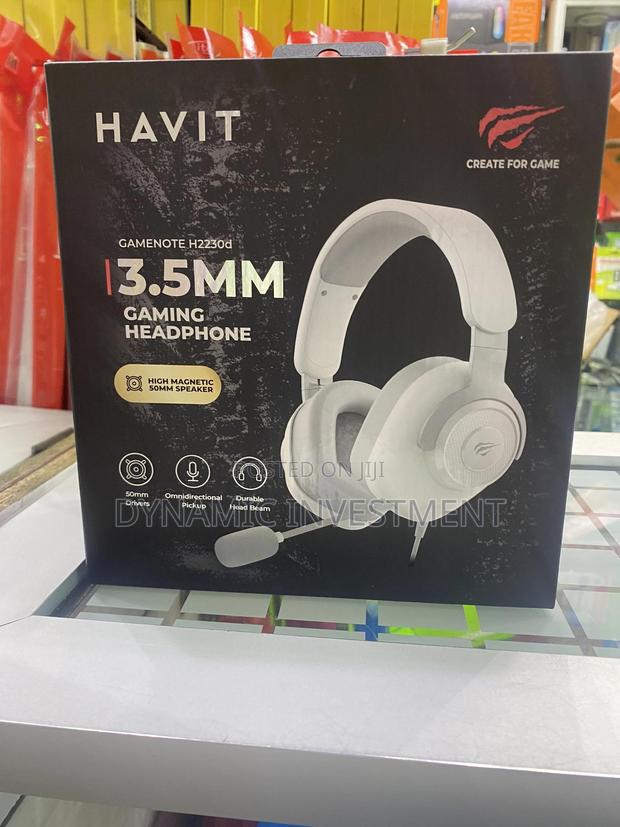 HAVIT
CREATE FOR GAME
GAMENOTE H2230d
3.5MM
GAMING
HEADPHONE
HIGH MAGNETIC
50MM SPEAKER
50mm
Drivers
Omnidirectional
Pickup
Durable
Head Beam
POSTED ON JIJI
DYNAMIC INVESTMENT